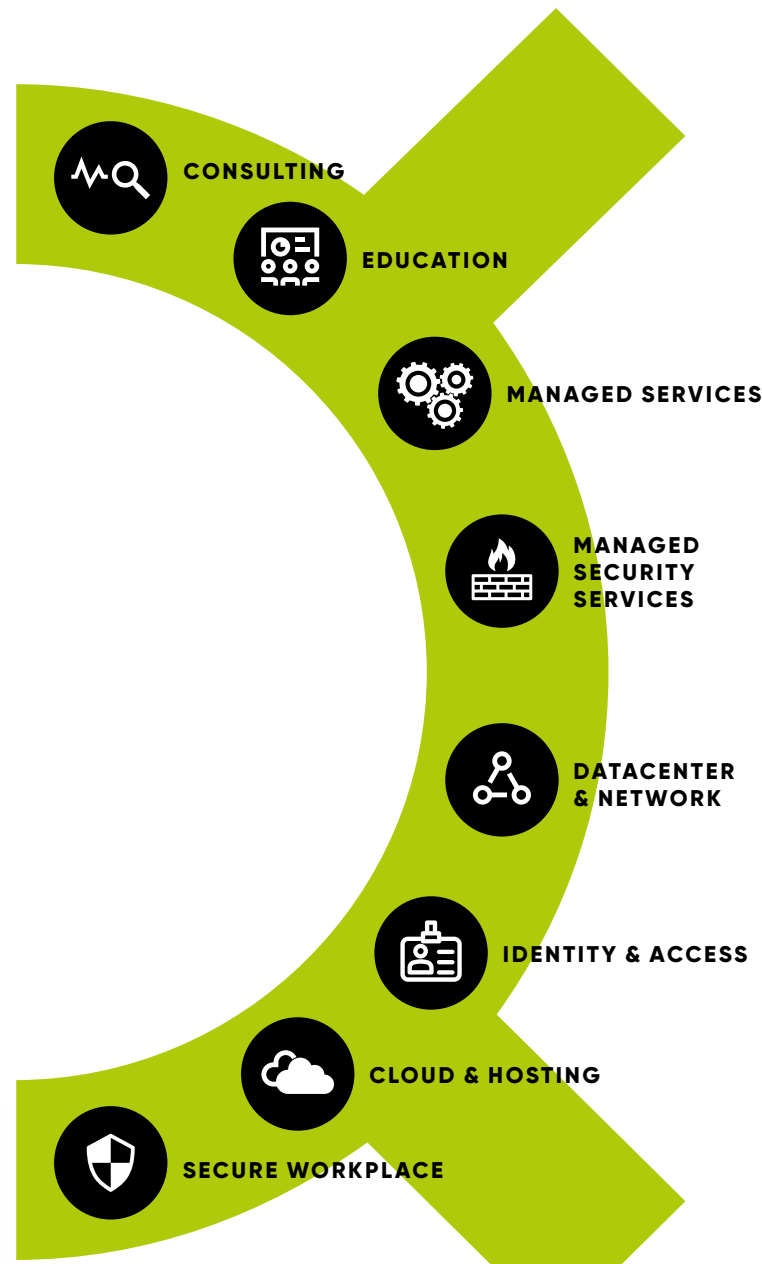 CONSULTING
EDUCATION
MANAGED SERVICES
MANAGED
SECURITY
SERVICES
DATACENTER
& NETWORK
IDENTITY & ACCESS
CLOUD & HOSTING
SECURE WORKPLACE